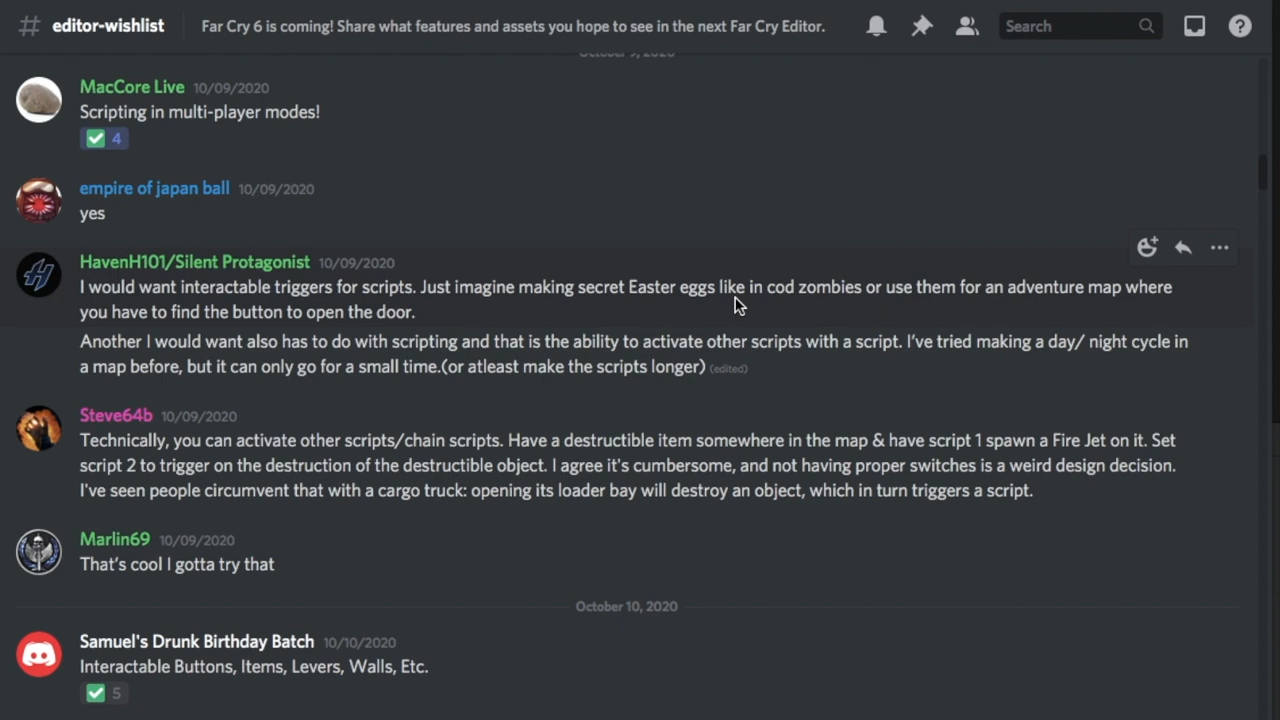 # editor-wishlist
Far Cry 6 is coming! Share what features and assets you hope to see in the next Far Cry Editor.
Search
October 9, 2020
MacCore Live 10/09/2020
Scripting in multi-player modes!
4
empire of japan ball 10/09/2020
yes
HavenH101/Silent Protagonist 10/09/2020
I would want interactable triggers for scripts. Just imagine making secret Easter eggs like in cod zombies or use them for an adventure map where
you have to find the button to open the door.
Another I would want also has to do with scripting and that is the ability to activate other scripts with a script. I've tried making a day/ night cycle in
a map before, but it can only go for a small time.(or atleast make the scripts longer) (edited)
Steve64b 10/09/2020
Technically, you can activate other scripts/chain scripts. Have a destructible item somewhere in the map & have script 1 spawn a Fire Jet on it. Set
script 2 to trigger on the destruction of the destructible object. I agree it's cumbersome, and not having proper switches is a weird design decision.
I've seen people circumvent that with a cargo truck: opening its loader bay will destroy an object, which in turn triggers a script.
Marlin69 10/09/2020
That's cool I gotta try that
October 10, 2020
Samuel's Drunk Birthday Batch 10/10/2020
Interactable Buttons, Items, Levers, Walls, Etc.
5